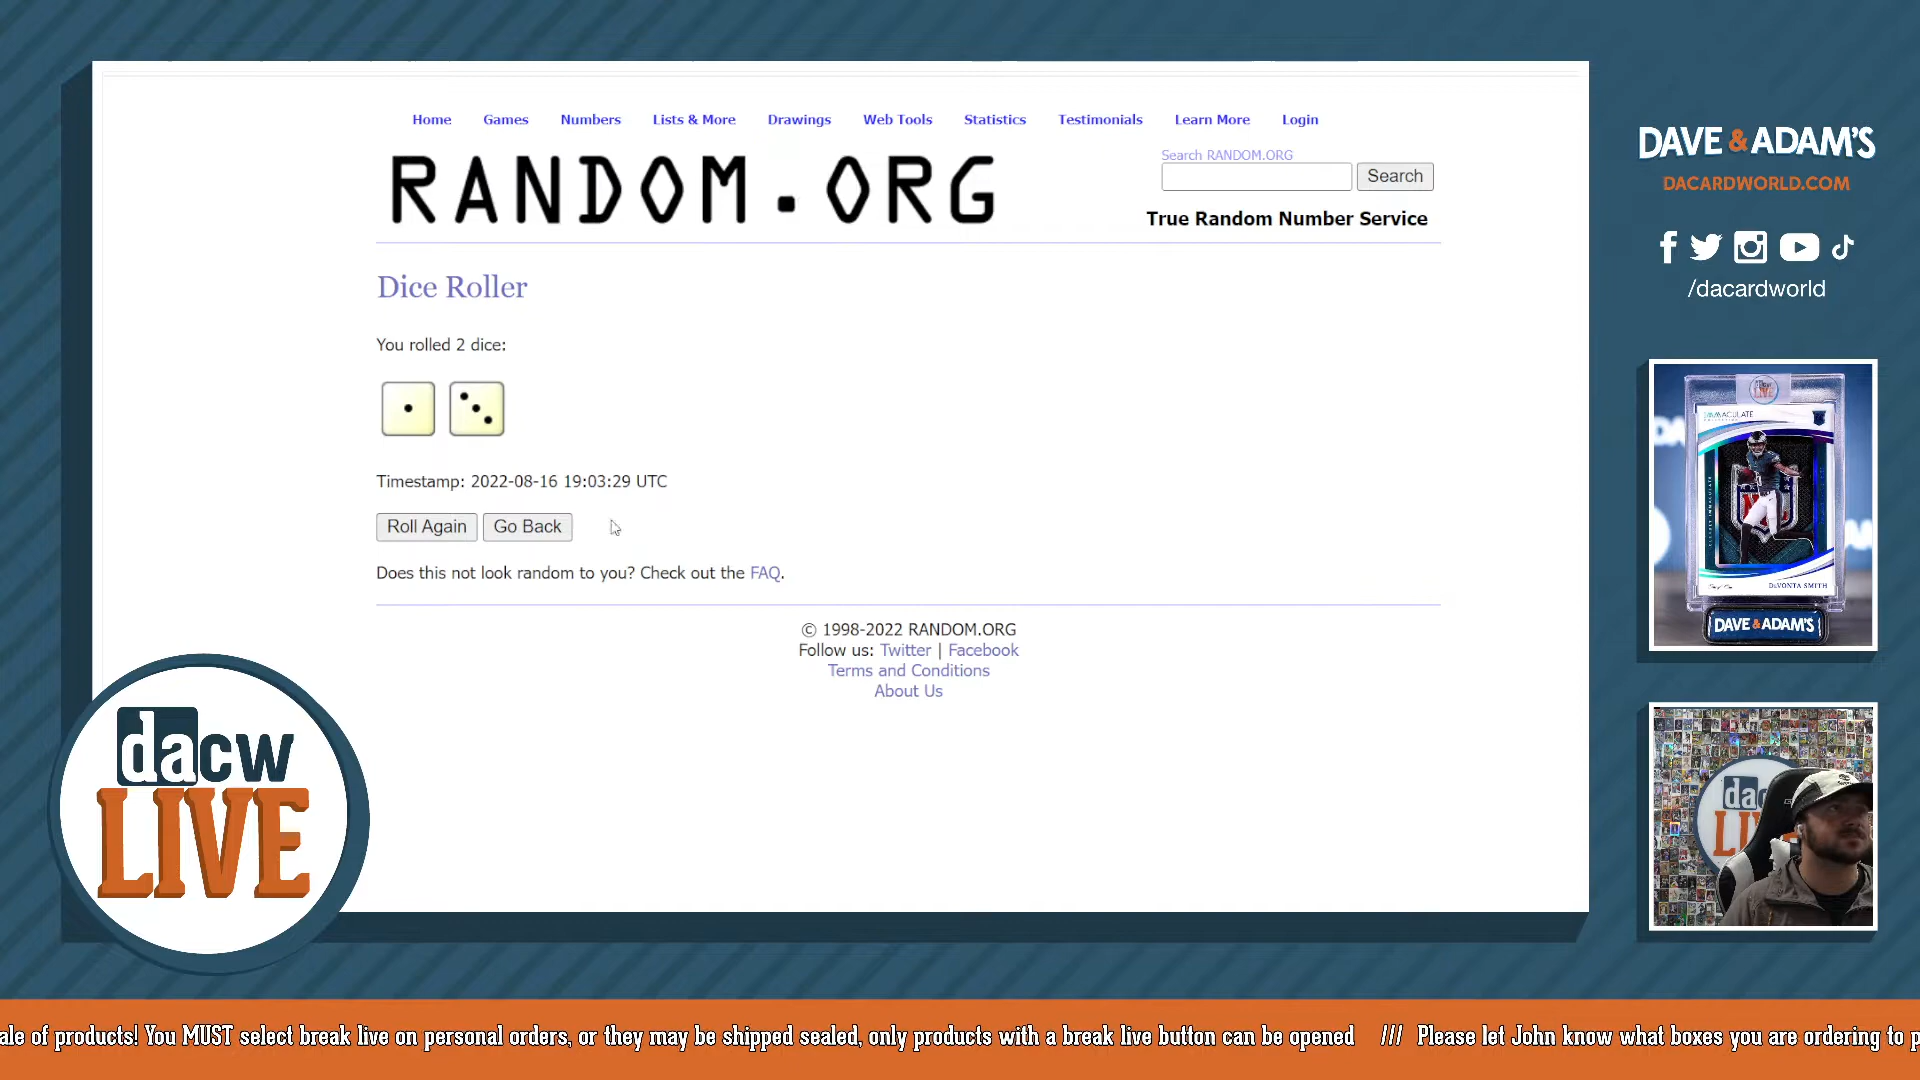 Home Games Numbers Lists & More Drawings Web Tools Statistics Testimonials Learn More Login
RANDOM.ORG
Search RANDOM.ORG
Search
True Random Number Service
Dice Roller
You rolled 2 dice:
Timestamp: 2022-08-16 19:03:29 UTC
Roll Again Go Back
Does this not look random to you? Check out the FAQ.
© 1998-2022 RANDOM.ORG
Follow us: Twitter | Facebook
Terms and Conditions
About Us
dacw
LIVE
DAVE & ADAM'S
DACARDWORLD.COM
/dacardworld
dacw
LIVE
IMMACULATE
DEVONTA SMITH
DAVE & ADAM'S
ale of products! You MUST select break live on personal orders, or they may be shipped sealed, only products with a break live button can be opened /// Please let John know what boxes you are ordering to p